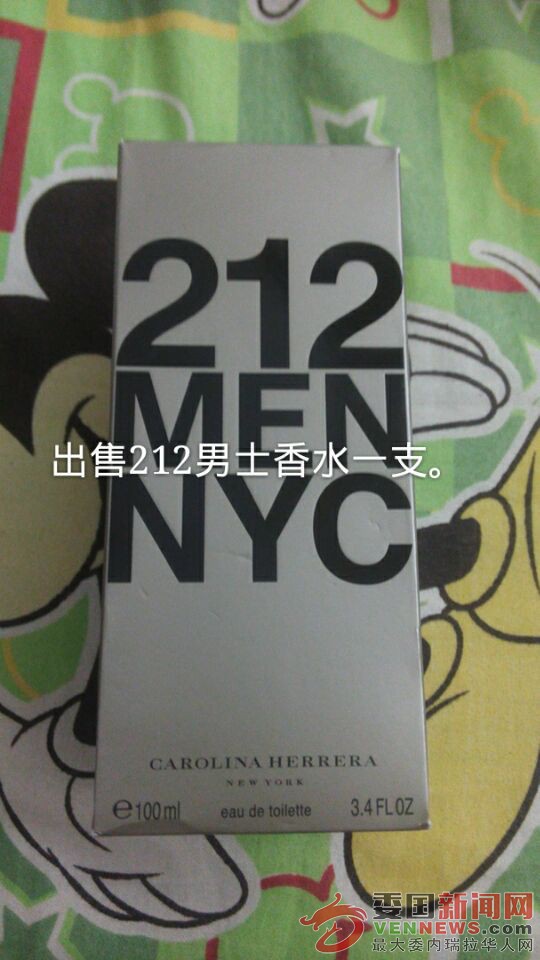 212
MEN
出售212男士香水一支。
NYC
CAROLINA HERRERA
NEW YORK
e100ml eau de toilette 3.4 FL OZ
委国新闻网
VENNEWS.COM
最大委内瑞拉华人网